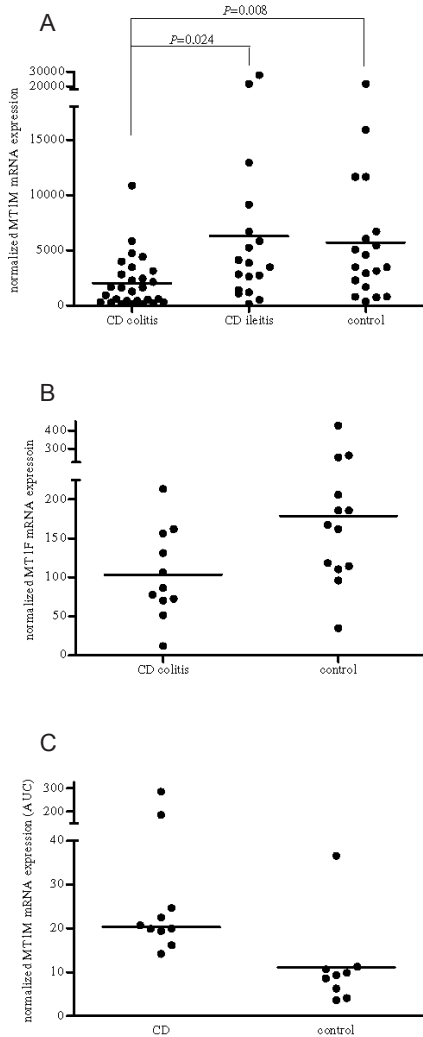 A
P=0.008
P=0.024
normalized MT1M mRNA expression
30000
20000
15000
10000
5000
0
CD colitis
CD ileitis
control
B
normalized MT1F mRNA expressoin
400
300
200
150
100
50
0
CD colitis
control
C
normalized MT1M mRNA expression (AUC)
300
200
40
30
20
10
0
CD
control